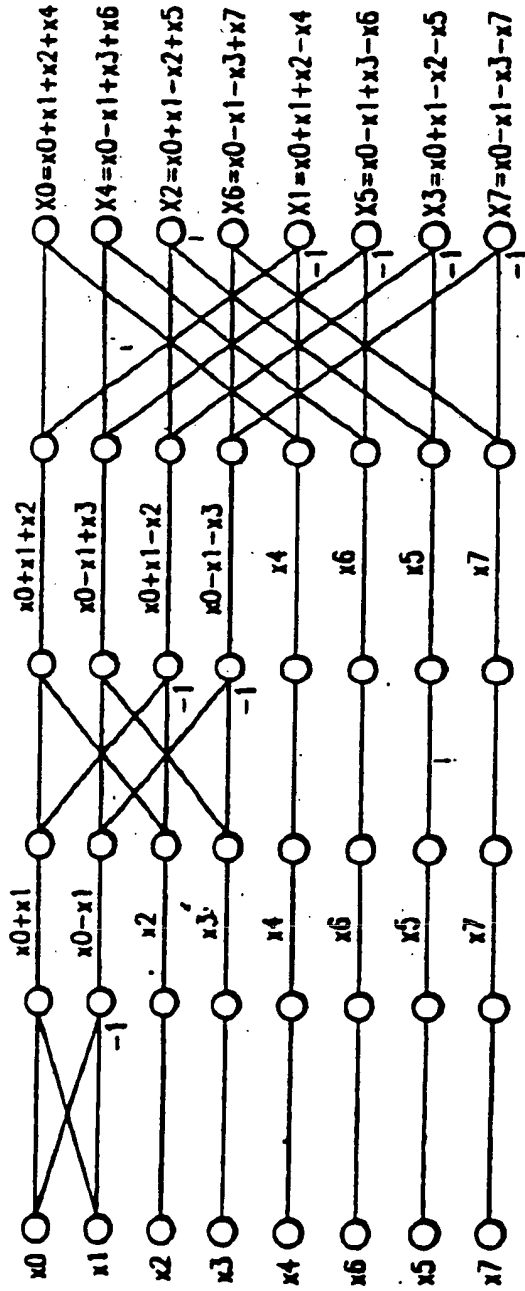 x0
x1
x2
x3
x4
x6
x5
x7
-1
x0+x1
x0-x1
x2
x3
x4
x6
x5
x7
-1
-1
x0+x1+x2
x0-x1+x3
x0+x1-x2
x0-x1-x3
x4
x6
x5
x7
-1
-1
-1
-1
X0=x0+x1+x2+x4
X4=x0-x1+x3+x6
X2=x0+x1-x2+x5
X6=x0-x1-x3+x7
X1=x0+x1+x2-x4
X5=x0-x1+x3-x6
X3=x0+x1-x2-x5
X7=x0-x1-x3-x7